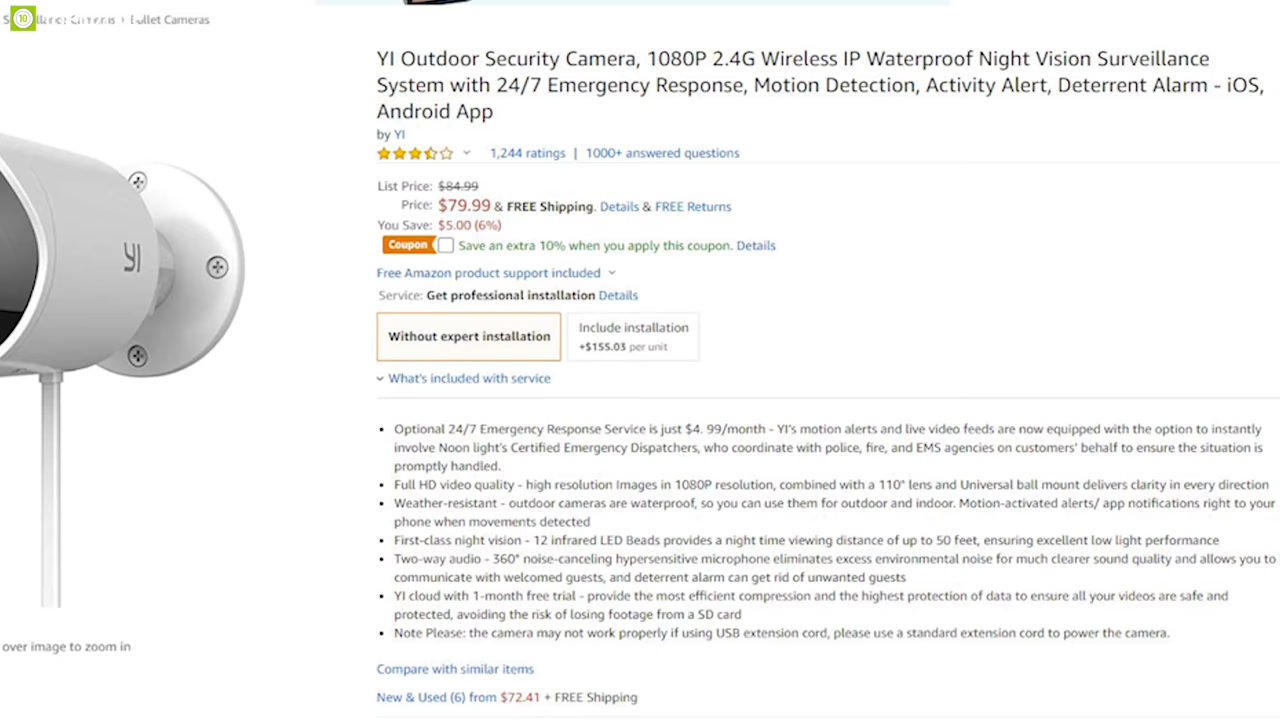 10
Bullet Cameras
YI Outdoor Security Camera, 1080P 2.4G Wireless IP Waterproof Night Vision Surveillance
System with 24/7 Emergency Response, Motion Detection, Activity Alert, Deterrent Alarm - iOS,
Android App
by YI
1,244 ratings | 1000+ answered questions
List Price: $84.99
Price: $79.99 & FREE Shipping. Details & FREE Returns
You Save: $5.00 (6%)
Coupon Save an extra 10% when you apply this coupon. Details
Free Amazon product support included
Service: Get professional installation Details
Without expert installation
Include installation
+$155.03 per unit
What's included with service
• Optional 24/7 Emergency Response Service is just $4. 99/month - YI's motion alerts and live video feeds are now equipped with the option to instantly
involve Noon light's Certified Emergency Dispatchers, who coordinate with police, fire, and EMS agencies on customers' behalf to ensure the situation is
promptly handled.
• Full HD video quality - high resolution Images in 1080P resolution, combined with a 110° lens and Universal ball mount delivers clarity in every direction
• Weather-resistant - outdoor cameras are waterproof, so you can use them for outdoor and indoor. Motion-activated alerts/ app notifications right to your
phone when movements detected
• First-class night vision - 12 infrared LED Beads provides a night time viewing distance of up to 50 feet, ensuring excellent low light performance
• Two-way audio - 360° noise-canceling hypersensitive microphone eliminates excess environmental noise for much clearer sound quality and allows you to
communicate with welcomed guests, and deterrent alarm can get rid of unwanted guests
• YI cloud with 1-month free trial - provide the most efficient compression and the highest protection of data to ensure all your videos are safe and
protected, avoiding the risk of losing footage from a SD card
• Note Please: the camera may not work properly if using USB extension cord, please use a standard extension cord to power the camera.
Compare with similar items
New & Used (6) from $72.41 + FREE Shipping
YI
over image to zoom in